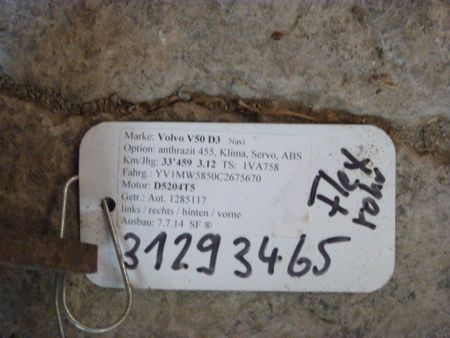 Marke: Volvo V50 D3 Navi
Option: anthrazit 455, Klima, Servo, ABS
Km/Jhg: 33'459 3.12 TS: 1VA758
Fahrg.: YV1MW5850C2675670
Motor: D5204T5
Getr.: Aut. 1285117
links / rechts / hinten / vorne
Ausbau: 7.7.14 SF ®
31293465
Flex
rohr